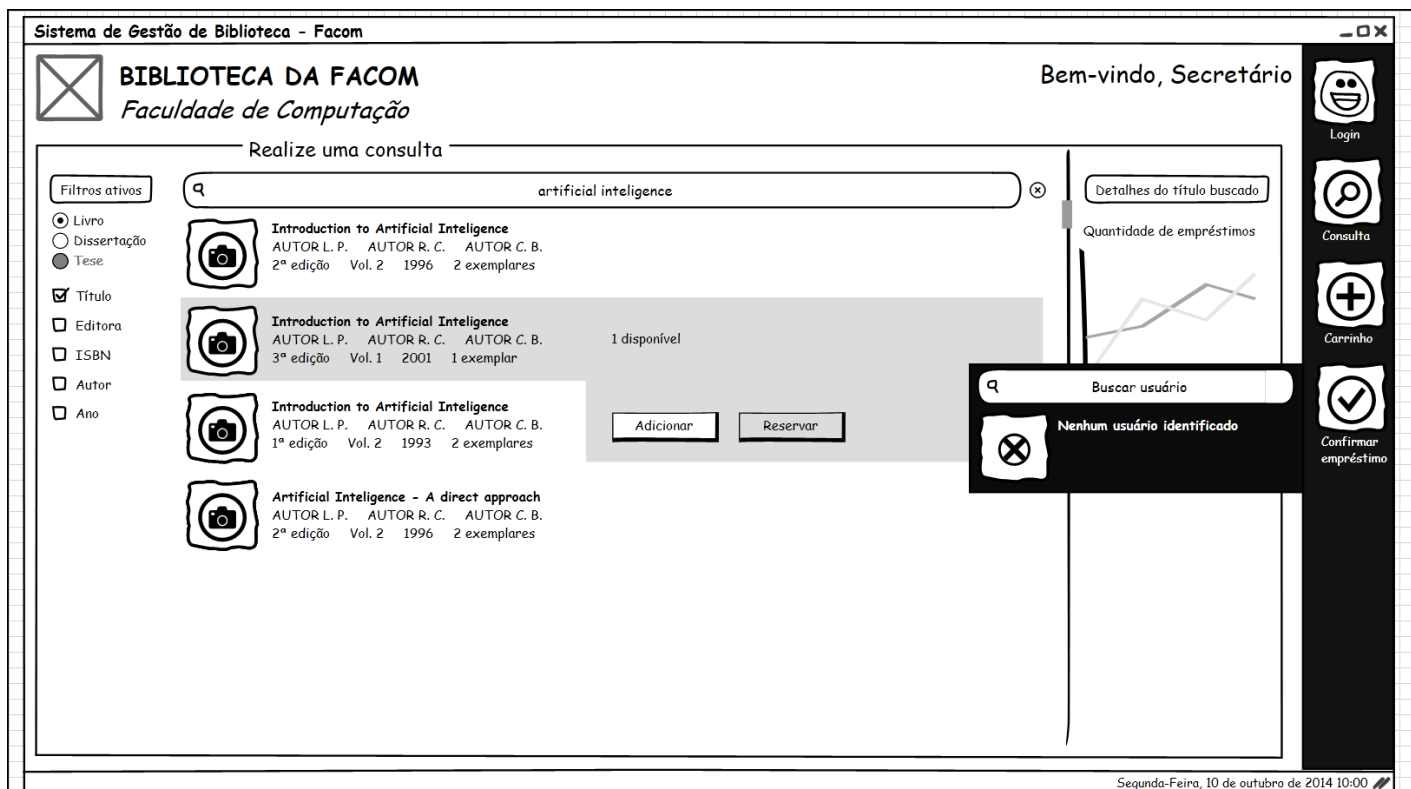 Sistema de Gestão de Biblioteca - Facom
BIBLIOTECA DA FACOM
Faculdade de Computação
Bem-vindo, Secretário
Realize uma consulta
Filtros ativos
Livro
Dissertação
Tese
Título
Editora
ISBN
Autor
Ano
artificial inteligence
Introduction to Artificial Inteligence
AUTOR L. P. AUTOR R. C. AUTOR C. B.
2ª edição Vol. 2 1996 2 exemplares
Introduction to Artificial Inteligence
AUTOR L. P. AUTOR R. C. AUTOR C. B.
3ª edição Vol. 1 2001 1 exemplar
1 disponível
Introduction to Artificial Inteligence
AUTOR L. P. AUTOR R. C. AUTOR C. B.
1ª edição Vol. 2 1993 2 exemplares
Adicionar
Reservar
Artificial Inteligence - A direct approach
AUTOR L. P. AUTOR R. C. AUTOR C. B.
2ª edição Vol. 2 1996 2 exemplares
Detalhes do título buscado
Quantidade de empréstimos
Buscar usuário
Nenhum usuário identificado
Login
Consulta
Carrinho
Confirmar
empréstimo
Segunda-Feira, 10 de outubro de 2014 10:00